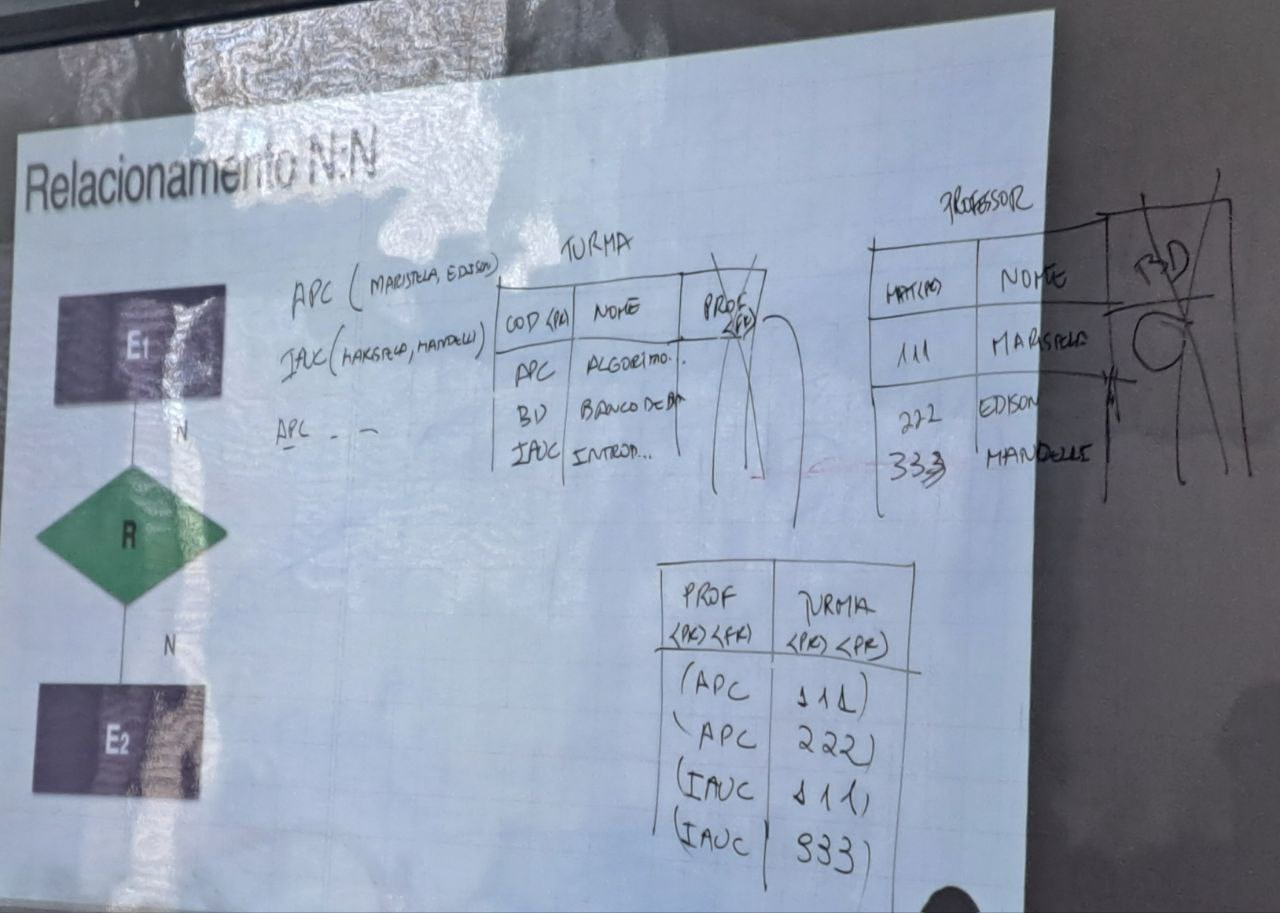 Relacionamento N:N
E1
N
R
N
E2
APC (MARISTELA, EDISON)
IAUC (MARISTELA, MANDELLI)
APC - -
TURMA
COD <PK) NOME PROF <FK)
APC ALGORITMO..
BD BANCO DE DA
IAUC INTROD...
PROFESSOR
MAT(PK) NOME BD
111 MARISTELA
222 EDISON
333 MANDELLI
PROF TURMA
<PK) <FK) <PK) <FK)
(APC 111)
(APC 222)
(IAUC 111)
(IAUC 333)